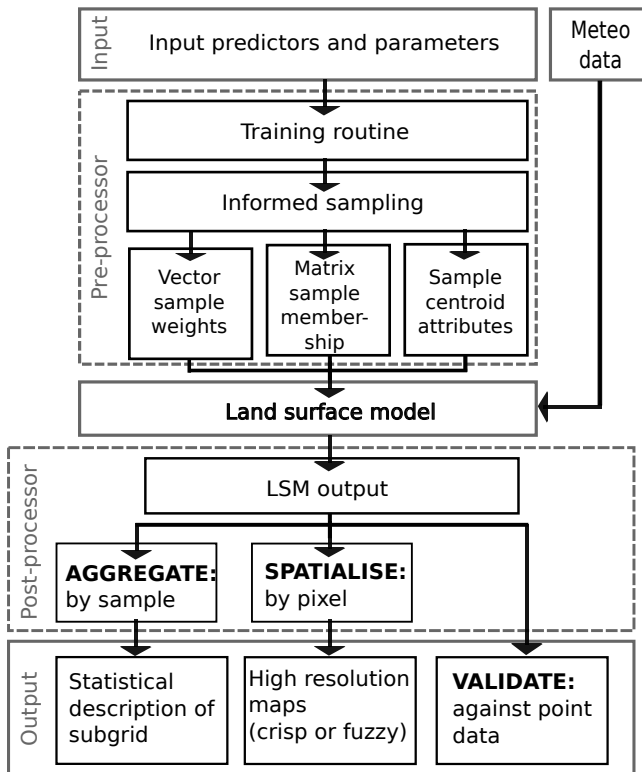 Input
Input predictors and parameters
Meteo
data
Pre-processor
Training routine
Informed sampling
Vector
sample
weights
Matrix
sample
member-
ship
Sample
centroid
attributes
Land surface model
Post-processor
LSM output
AGGREGATE:
by sample
SPATIALISE:
by pixel
Output
Statistical
description of
subgrid
High resolution
maps
(crisp or fuzzy)
VALIDATE:
against point
data